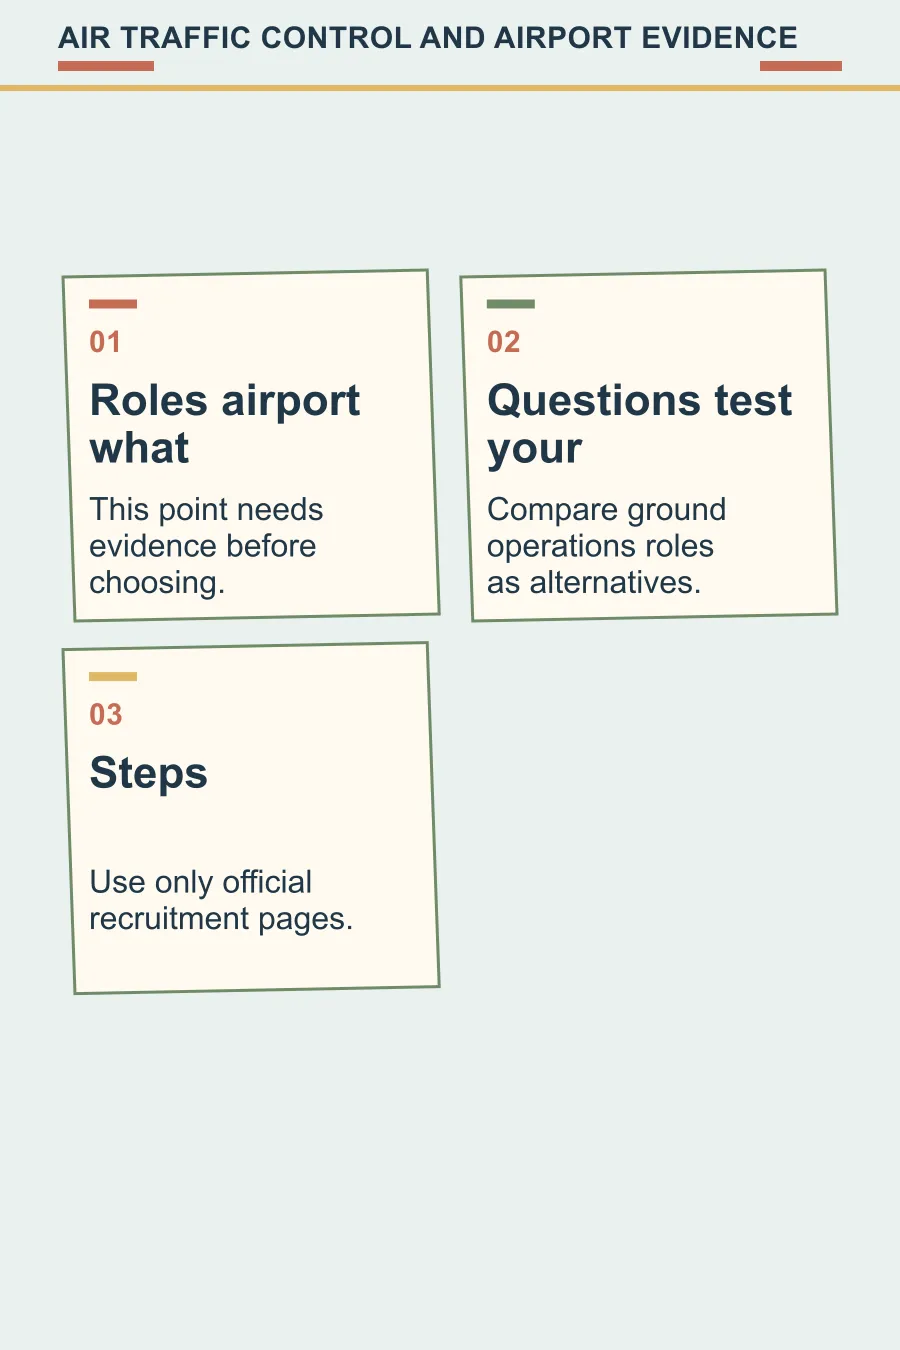 AIR TRAFFIC CONTROL AND AIRPORT EVIDENCE
01
Roles airport
what
This point needs
evidence before
choosing.
02
Questions test
your
Compare ground
operations roles
as alternatives.
03
Steps
Use only official
recruitment pages.